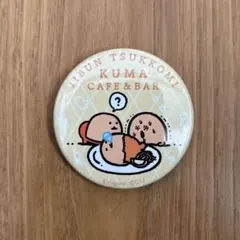 JIBUN TSUKKOMI
KUMA
CAFE & BAR
?